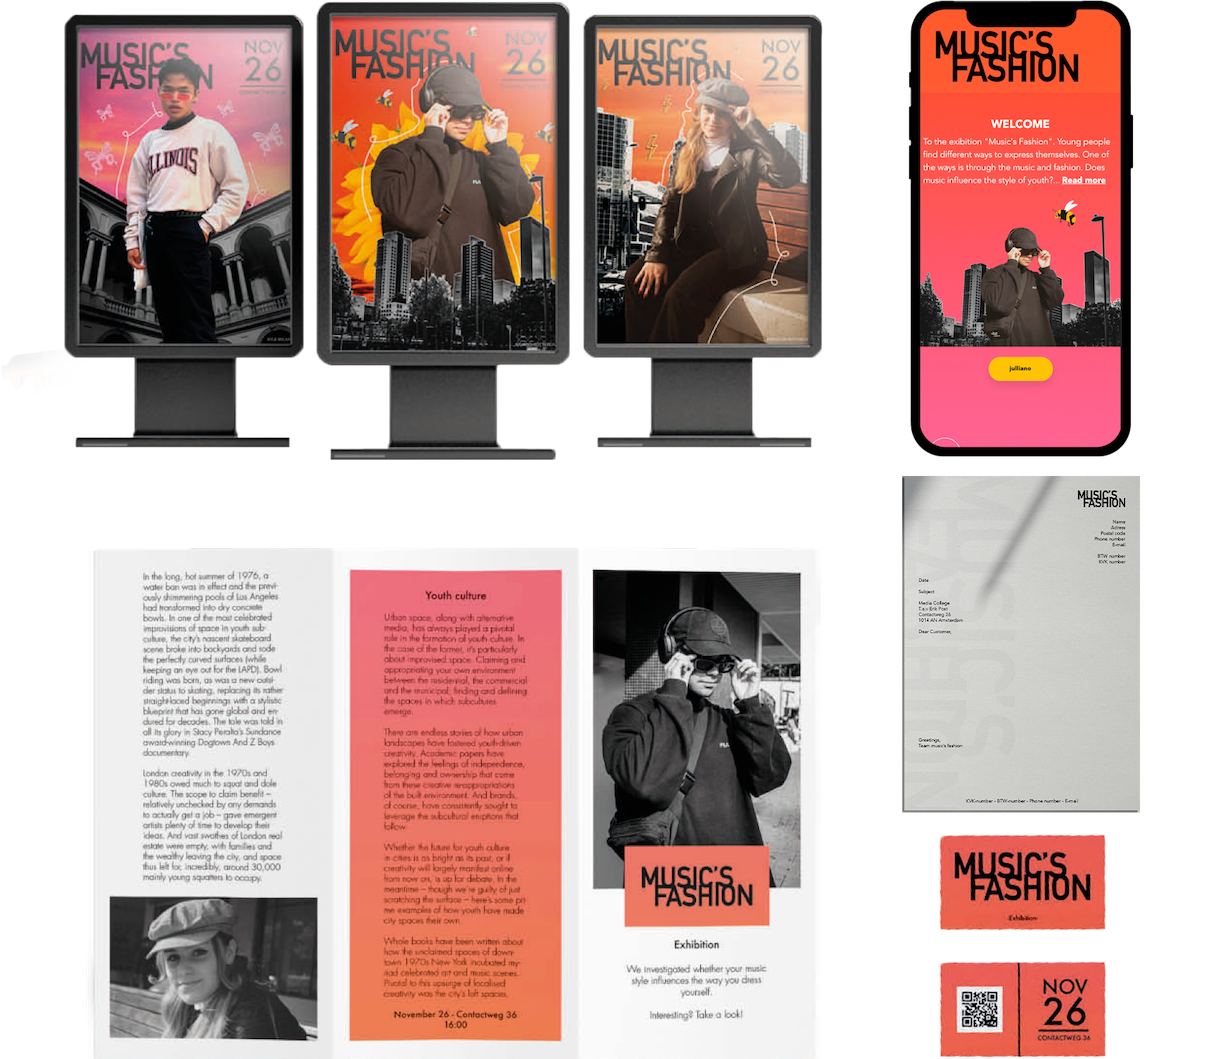 MUSIC'S
FASHION
NOV
26
ILLINOIS
MUSIC'S
FASHION
NOV
26
MUSIC'S
FASHION
NOV
26
MUSIC'S
FASHION
WELCOME
To the exibition "Music's Fashion". Young people
find different ways to express themselves. One of
the ways is through the music and fashion. Does
music influence the style of youth?... Read more
julliano
In the long, hot summer of 1976, a
water ban was in effect and the previ-
ously shimmering pools of Los Angeles
had transformed into dry concrete
bowls. In one of the most celebrated
improvisations of space in youth sub-
culture, the city's nascent skateboard
scene broke into backyards and rode
the perfectly curved surfaces (while
keeping an eye out for the LAPD). Bowl
riding was born, as was a new outsi-
der status to skating, replacing its rather
straight-laced beginnings with a stylistic
blueprint that has gone global and en-
dured for decades. The tale was told in
all its glory in Stacy Peralta's Sundance
award-winning Dogtown And Z Boys
documentary.
London creativity in the 1970s and
1980s owed much to squat and dole
culture. The scope to claim benefit –
relatively unchecked by any demands
to actually get a job – gave emergent
artists plenty of time to develop their
ideas. And vast swathes of London real
estate were empty, with families and
the wealthy leaving the city, and space
thus left for, incredibly, around 30,000
mainly young squatters to occupy.
Youth culture
Urban space, along with alternative
media, has always played a pivotal
role in the formation of youth culture. In
the case of the former, it's particularly
about improvised space. Claiming and
appropriating your own environment
between the residential, the commercial
and the municipal; finding and defining
the spaces in which subcultures
emerge.
There are endless stories of how urban
landscapes have fostered youth-driven
creativity. Academic papers have
explored the feelings of independence,
belonging and ownership that come
from these creative reappropriations
of the built environment. And brands,
of course, have consistently sought to
leverage the subcultural eruptions that
follow.
Whether the future for youth culture
in cities is as bright as its past, or if
creativity will largely manifest online
from now on, is up for debate. In the
meantime – though we're guilty of just
scratching the surface – here's some pri-
me examples of how youth have made
city spaces their own.
Whole books have been written about
how the unclaimed spaces of down-
town 1970s New York incubated my-
riad celebrated art and music scenes.
Pivotal to this upsurge of localised
creativity was the city's loft spaces.
November 26 - Contactweg 36
16:00
MUSIC'S
FASHION
Exhibition
We investigated whether your music
style influences the way you dress
yourself.
Interesting? Take a look!
MUSIC'S
FASHION
Name
Adress
Postal code
Phone number
E-mail
BTW number
KVK number
Date
Subject
Media College
T.a.v Erik Post
Contactweg 36
1014 AN Amsterdam
Dear Customer,
Greetings,
Team music's fashion
KVK-number - BTW-number - Phone number - E-mail
MUSIC'S
FASHION
Exhibition
NOV
26
CONTACTWEG 36